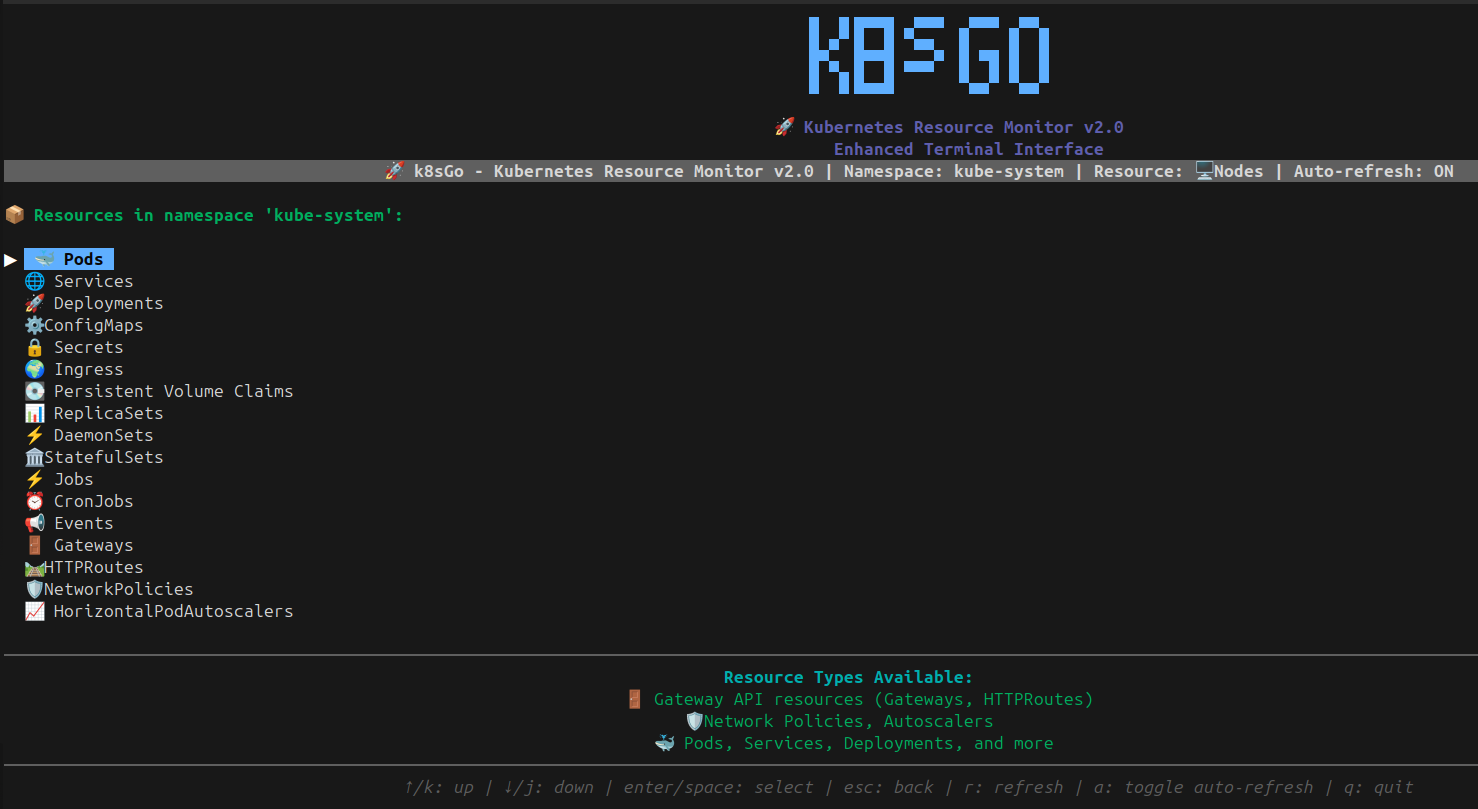 K8sGO
🚀 Kubernetes Resource Monitor v2.0
Enhanced Terminal Interface
🚀 k8sGo - Kubernetes Resource Monitor v2.0 | Namespace: kube-system | Resource: 🖥️Nodes | Auto-refresh: ON
📦 Resources in namespace 'kube-system':
▶ 🐳 Pods
🌐 Services
🚀 Deployments
⚙️ConfigMaps
🔒 Secrets
🌍 Ingress
💽 Persistent Volume Claims
📊 ReplicaSets
⚡ DaemonSets
🏛️StatefulSets
⚡ Jobs
⏰ CronJobs
📢 Events
🚪 Gateways
🛤️HTTPRoutes
🛡️NetworkPolicies
📈 HorizontalPodAutoscalers
Resource Types Available:
🚪 Gateway API resources (Gateways, HTTPRoutes)
🛡️Network Policies, Autoscalers
🐳 Pods, Services, Deployments, and more
↑/k: up | ↓/j: down | enter/space: select | esc: back | r: refresh | a: toggle auto-refresh | q: quit